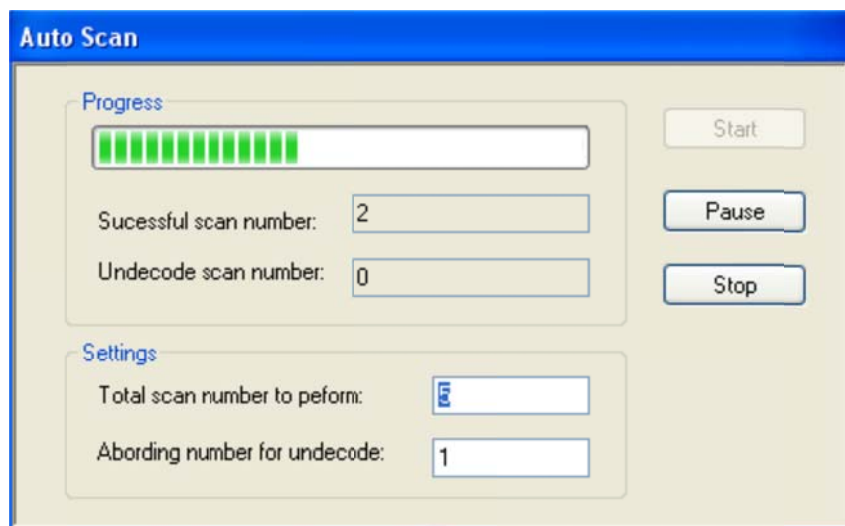 Auto Scan
Progress
Start
Sucessful scan number: 2
Pause
Undecode scan number: 0
Stop
Settings
Total scan number to peform: 5
Abording number for undecode: 1